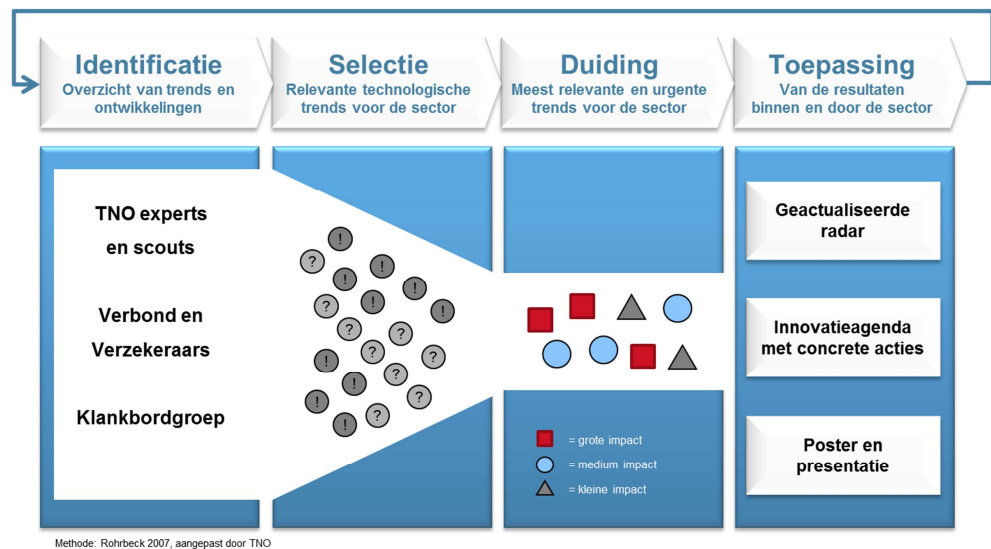 Identificatie
Overzicht van trends en
ontwikkelingen
Selectie
Relevante technologische
trends voor de sector
Duiding
Meest relevante en urgente
trends voor de sector
Toepassing
Van de resultaten
binnen en door de sector
TNO experts
en scouts
Verbond en
Verzekeraars
Klankbordgroep
!
?
!
!
!
?
!
!
?
?
?
!
?
?
!
?
!
?
?
!
= grote impact
= medium impact
= kleine impact
Geactualiseerde
radar
Innovatieagenda
met concrete acties
Poster en
presentatie
Methode: Rohrbeck 2007, aangepast door TNO